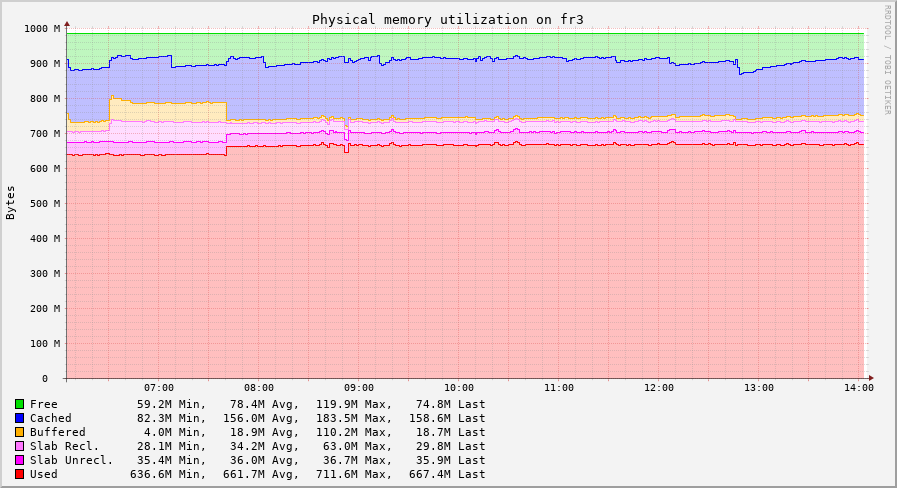 Physical memory utilization on fr3
RRDTOOL / TOBI OETIKER
Bytes
1000 M
900 M
800 M
700 M
600 M
500 M
400 M
300 M
200 M
100 M
0
07:00 08:00 09:00 10:00 11:00 12:00 13:00 14:00
Free 59.2M Min, 78.4M Avg, 119.9M Max, 74.8M Last
Cached 82.3M Min, 156.0M Avg, 183.5M Max, 158.6M Last
Buffered 4.0M Min, 18.9M Avg, 110.2M Max, 18.7M Last
Slab Recl. 28.1M Min, 34.2M Avg, 63.0M Max, 29.8M Last
Slab Unrecl. 35.4M Min, 36.0M Avg, 36.7M Max, 35.9M Last
Used 636.6M Min, 661.7M Avg, 711.6M Max, 667.4M Last